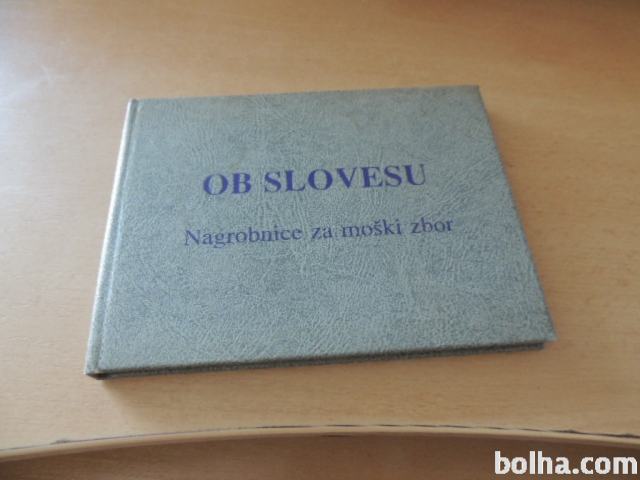 OB SLOVESU
Nagrobnice za moški zbor
bolha.com